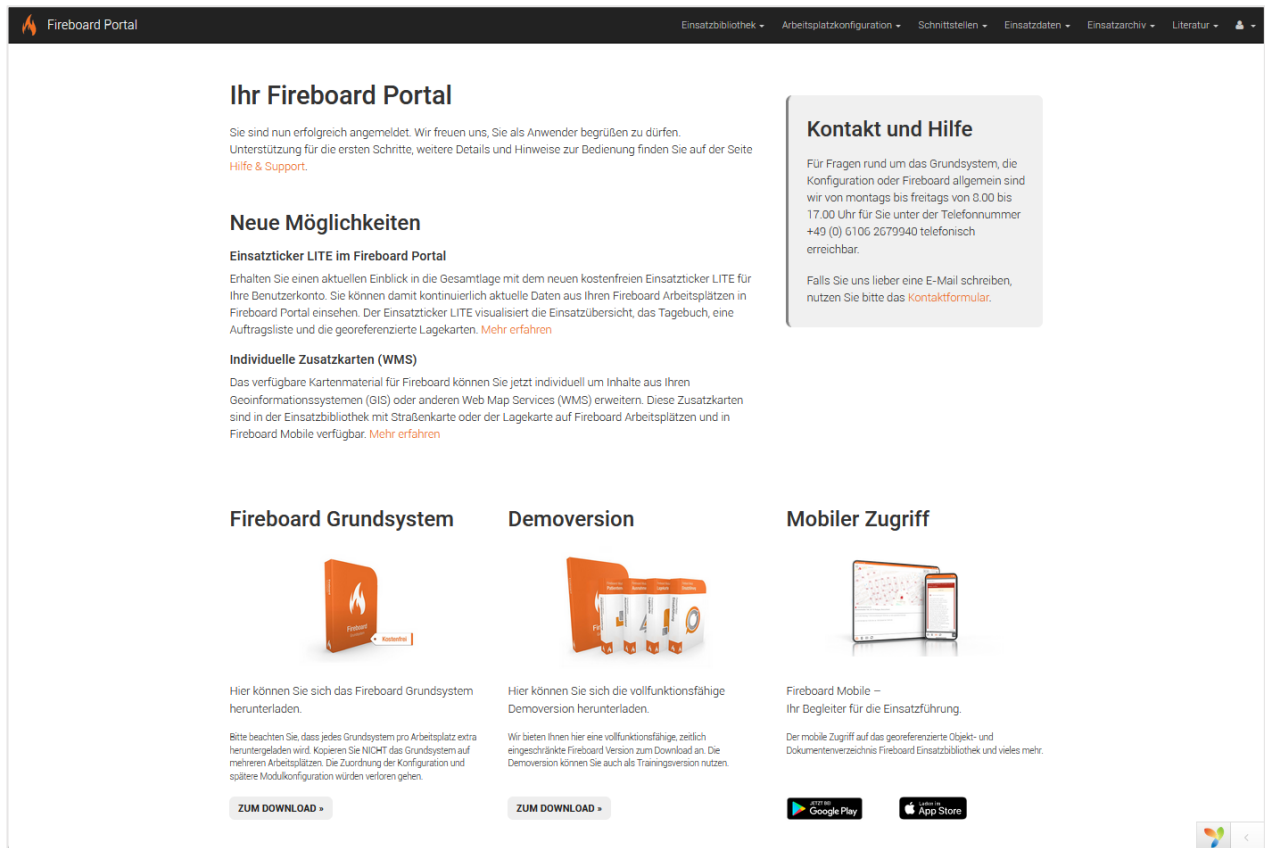 Fireboard Portal
Einsatzbibliothek Arbeitsplatzkonfiguration Schnittstellen Einsatzdaten Einsatzarchiv Literatur
Ihr Fireboard Portal
Sie sind nun erfolgreich angemeldet. Wir freuen uns, Sie als Anwender begrüßen zu dürfen.
Unterstützung für die ersten Schritte, weitere Details und Hinweise zur Bedienung finden Sie auf der Seite
Hilfe & Support.
Neue Möglichkeiten
Einsatzticker LITE im Fireboard Portal
Erhalten Sie einen aktuellen Einblick in die Gesamtlage mit dem neuen kostenfreien Einsatzticker LITE für
Ihre Benutzerkonto. Sie können damit kontinuierlich aktuelle Daten aus Ihren Fireboard Arbeitsplätzen in
Fireboard Portal einsehen. Der Einsatzticker LITE visualisiert die Einsatzübersicht, das Tagebuch, eine
Auftragsliste und die georeferenzierte Lagekarten. Mehr erfahren
Individuelle Zusatzkarten (WMS)
Das verfügbare Kartenmaterial für Fireboard können Sie jetzt individuell um Inhalte aus Ihren
Geoinformationssystemen (GIS) oder anderen Web Map Services (WMS) erweitern. Diese Zusatzkarten
sind in der Einsatzbibliothek mit Straßenkarte oder der Lagekarte auf Fireboard Arbeitsplätzen und in
Fireboard Mobile verfügbar. Mehr erfahren
Kontakt und Hilfe
Für Fragen rund um das Grundsystem, die
Konfiguration oder Fireboard allgemein sind
wir von montags bis freitags von 8.00 bis
17.00 Uhr für Sie unter der Telefonnummer
+49 (0) 6106 2679940 telefonisch
erreichbar.
Falls Sie uns lieber eine E-Mail schreiben,
nutzen Sie bitte das Kontaktformular.
Fireboard Grundsystem
Fireboard
Kostenfrei
Hier können Sie sich das Fireboard Grundsystem
herunterladen.
Bitte beachten Sie, dass jedes Grundsystem pro Arbeitsplatz extra
heruntergeladen wird. Kopieren Sie NICHT das Grundsystem auf
mehreren Arbeitsplätzen. Die Zuordnung der Konfiguration und
spätere Modulkonfiguration würden verloren gehen.
ZUM DOWNLOAD »
Demoversion
Hier können Sie sich die vollfunktionsfähige
Demoversion herunterladen.
Wir bieten Ihnen hier eine vollfunktionsfähige, zeitlich
eingeschränkte Fireboard Version zum Download an. Die
Demoversion können Sie auch als Trainingsversion nutzen.
ZUM DOWNLOAD »
Mobiler Zugriff
Fireboard Mobile –
Ihr Begleiter für die Einsatzführung.
Der mobile Zugriff auf das georeferenzierte Objekt- und
Dokumentenverzeichnis Fireboard Einsatzbibliothek und vieles mehr.
JETZT BEI
Google Play
Laden im
App Store